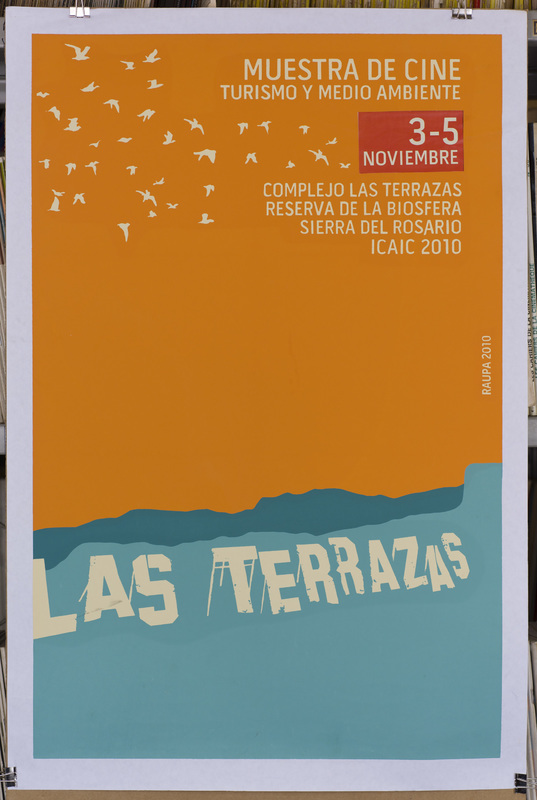 MUESTRA DE CINE
TURISMO Y MEDIO AMBIENTE
3-5
NOVIEMBRE
COMPLEJO LAS TERRAZAS
RESERVA DE LA BIOSFERA
SIERRA DEL ROSARIO
ICAIC 2010
RAUPA 2010
LAS TERRAZAS